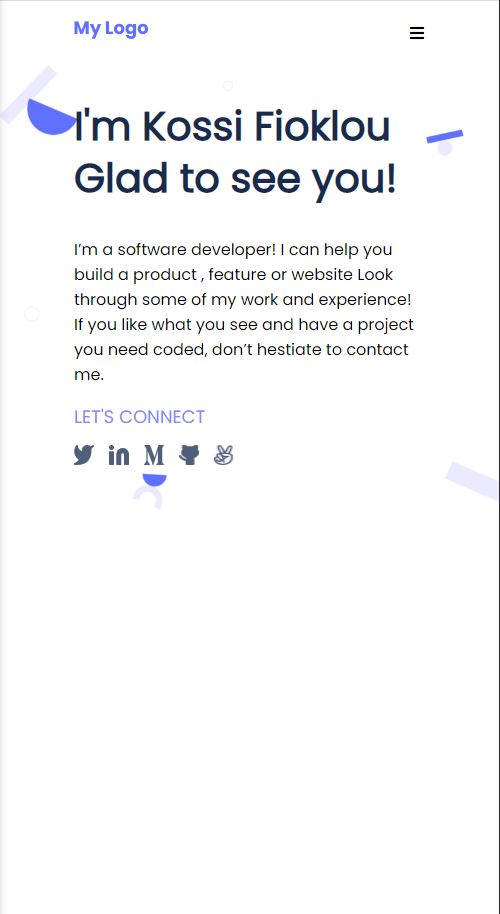 My Logo
I'm Kossi Fioklou
Glad to see you!
I’m a software developer! I can help you
build a product , feature or website Look
through some of my work and experience!
If you like what you see and have a project
you need coded, don’t hestiate to contact
me.
LET'S CONNECT